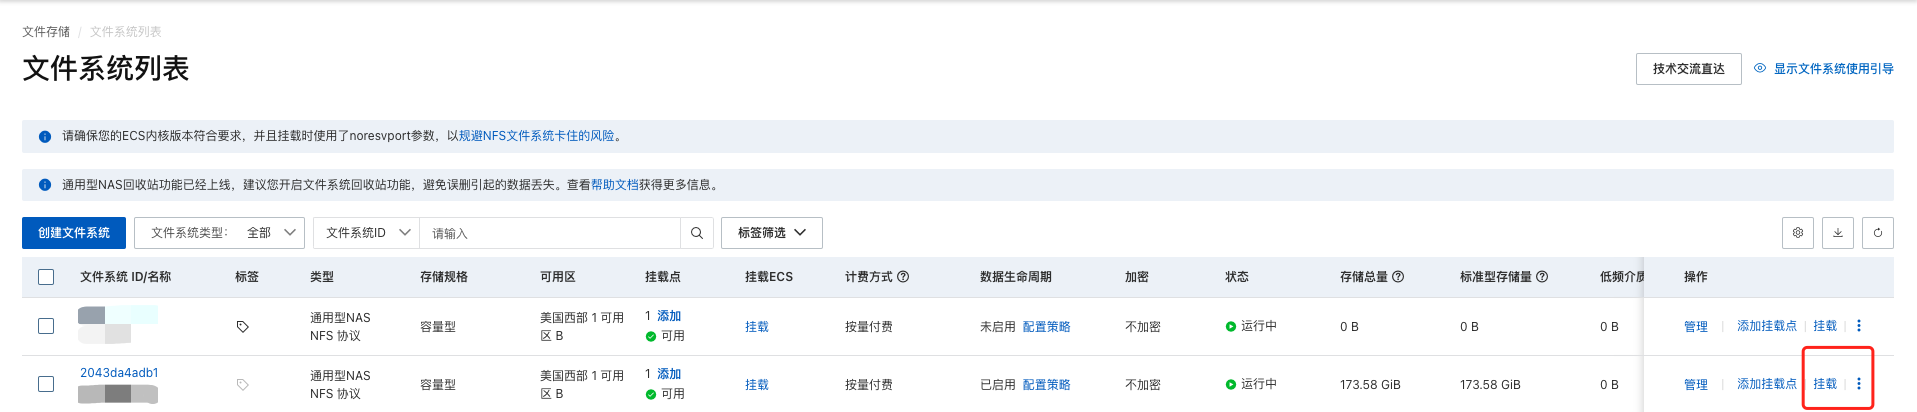 文件存储 / 文件系统列表
文件系统列表
技术交流直达 显示文件系统使用引导
请确保您的ECS内核版本符合要求，并且挂载时使用了noresvport参数，以规避NFS文件系统卡住的风险。
通用型NAS回收站功能已经上线，建议您开启文件系统回收站功能，避免误删引起的数据丢失。查看帮助文档获得更多信息。
创建文件系统 文件系统类型： 全部 文件系统ID 请输入 标签筛选
文件系统 ID/名称 标签 类型 存储规格 可用区 挂载点 挂载ECS 计费方式 数据生命周期 加密 状态 存储总量 标准型存储量 低频介质 操作
通用型NAS 美国西部 1 可用 1 添加
NFS 协议 容量型 区 B 可用 挂载 按量付费 未启用 配置策略 不加密 运行中 0 B 0 B 0 B 管理 添加挂载点 挂载
2043da4adb1 通用型NAS 美国西部 1 可用 1 添加
NFS 协议 容量型 区 B 可用 挂载 按量付费 已启用 配置策略 不加密 运行中 173.58 GiB 173.58 GiB 0 B 管理 添加挂载点 挂载